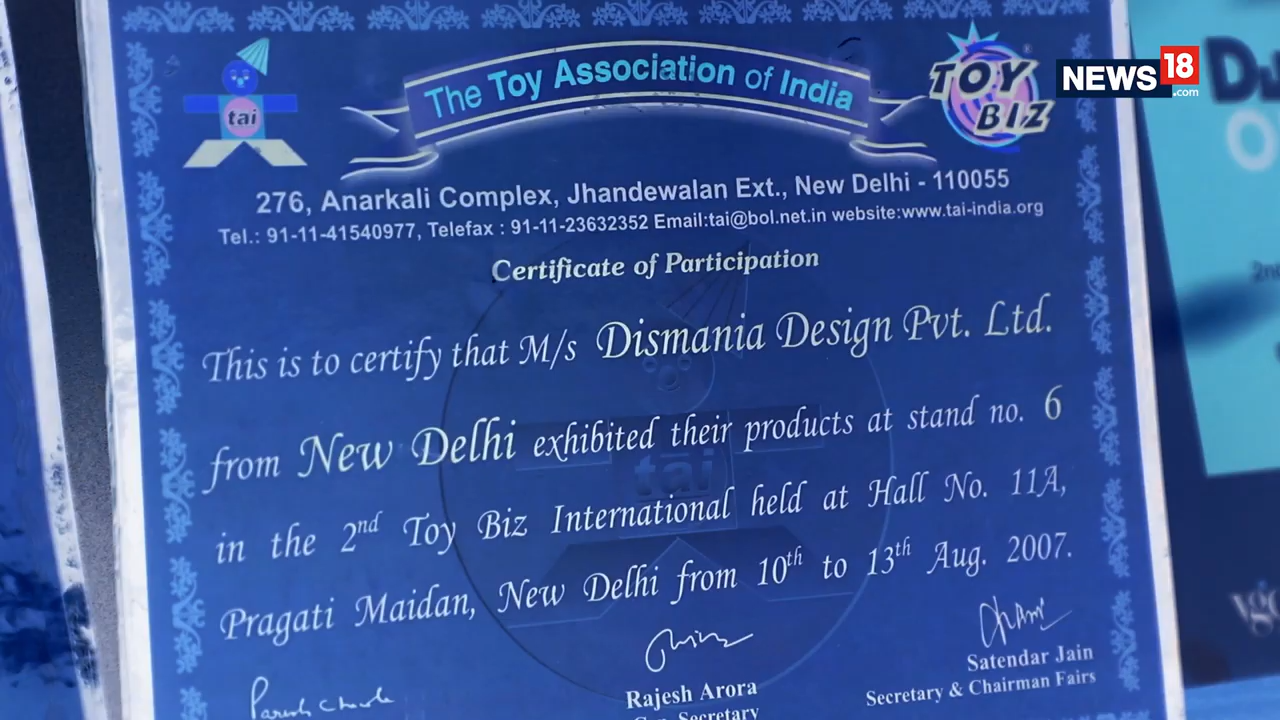 The Toy Association of India
tai
TOY
BIZ
NEWS18
.com
276, Anarkali Complex, Jhandewalan Ext., New Delhi - 110055
Tel.: 91-11-41540977, Telefax : 91-11-23632352 Email:tai@bol.net.in website:www.tai-india.org
Certificate of Participation
This is to certify that M/s Dismania Design Pvt. Ltd.
from New Delhi exhibited their products at stand no. 6
tai
in the 2nd Toy Biz International held at Hall No. 11A,
Pragati Maidan, New Delhi from 10th to 13th Aug. 2007.
Rajesh Arora
Satendar Jain
Secretary
Secretary & Chairman Fairs